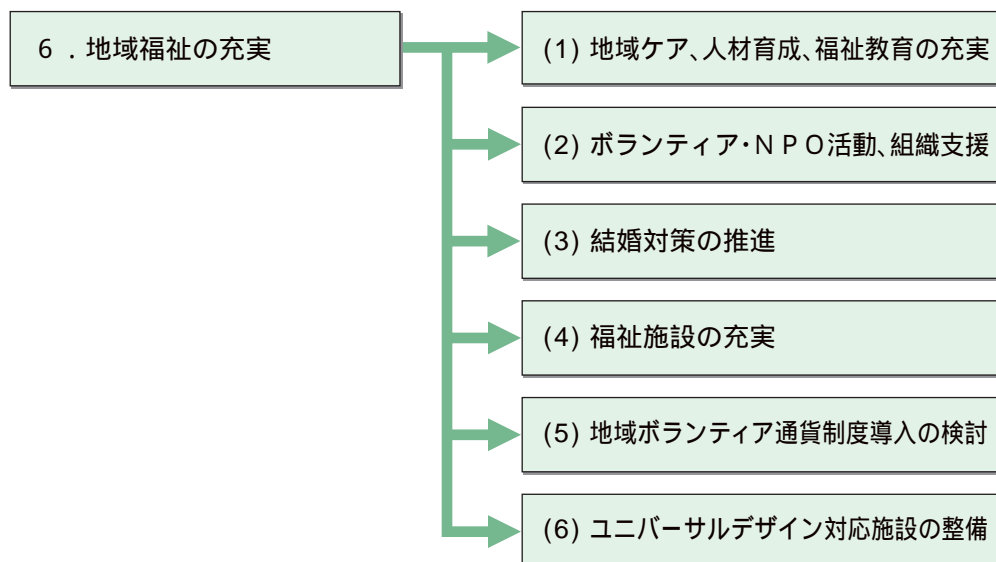 6．地域福祉の充実
(1) 地域ケア、人材育成、福祉教育の充実
(2) ボランティア・ＮＰＯ活動、組織支援
(3) 結婚対策の推進
(4) 福祉施設の充実
(5) 地域ボランティア通貨制度導入の検討
(6) ユニバーサルデザイン対応施設の整備